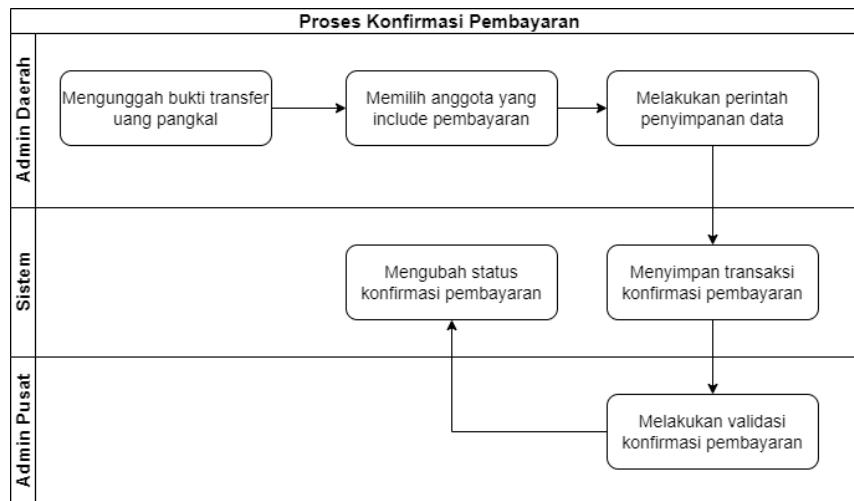 Proses Konfirmasi Pembayaran
Admin Daerah
Mengunggah bukti transfer
uang pangkal
Memilih anggota yang
include pembayaran
Melakukan perintah
penyimpanan data
Sistem
Mengubah status
konfirmasi pembayaran
Menyimpan transaksi
konfirmasi pembayaran
Admin Pusat
Melakukan validasi
konfirmasi pembayaran